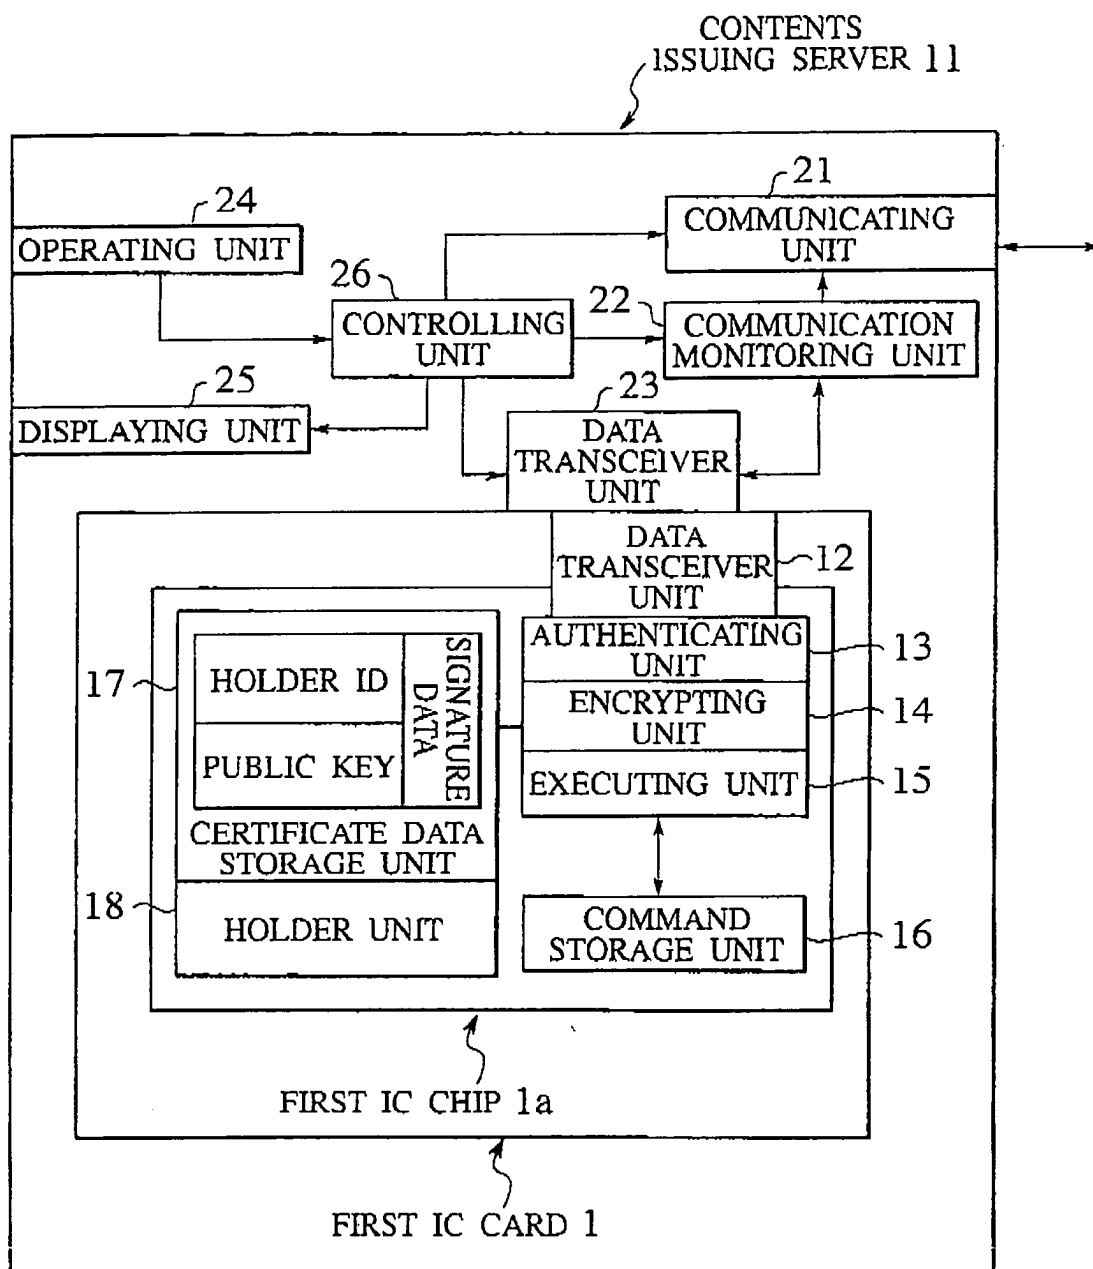 CONTENTS
ISSUING SERVER 11
21
24
COMMUNICATING
UNIT
OPERATING UNIT
26
22
CONTROLLING
UNIT
COMMUNICATION
MONITORING UNIT
25
23
DISPLAYING UNIT
DATA
TRANSCEIVER
UNIT
DATA
TRANSCEIVER
UNIT
12
AUTHENTICATING
UNIT
13
17
HOLDER ID
SIGNATURE
DATA
ENCRYPTING
UNIT
14
PUBLIC KEY
EXECUTING UNIT
15
CERTIFICATE DATA
STORAGE UNIT
18
HOLDER UNIT
COMMAND
STORAGE UNIT
16
FIRST IC CHIP 1a
FIRST IC CARD 1